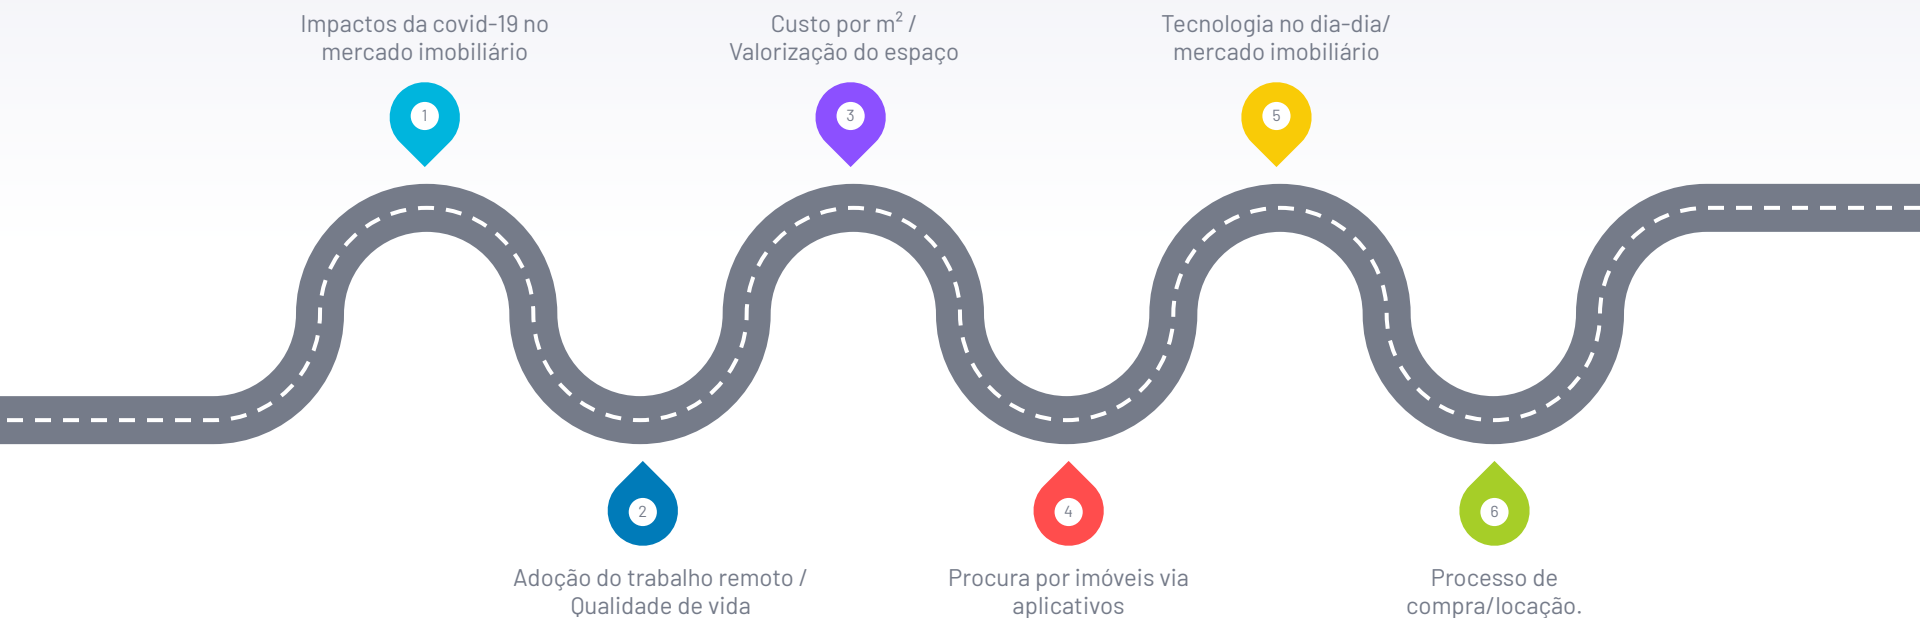 Impactos da covid-19 no
mercado imobiliário
1
Adoção do trabalho remoto /
Qualidade de vida
2
Custo por m² /
Valorização do espaço
3
Procura por imóveis via
aplicativos
4
Tecnologia no dia-dia/
mercado imobiliário
5
Processo de
compra/locação.
6